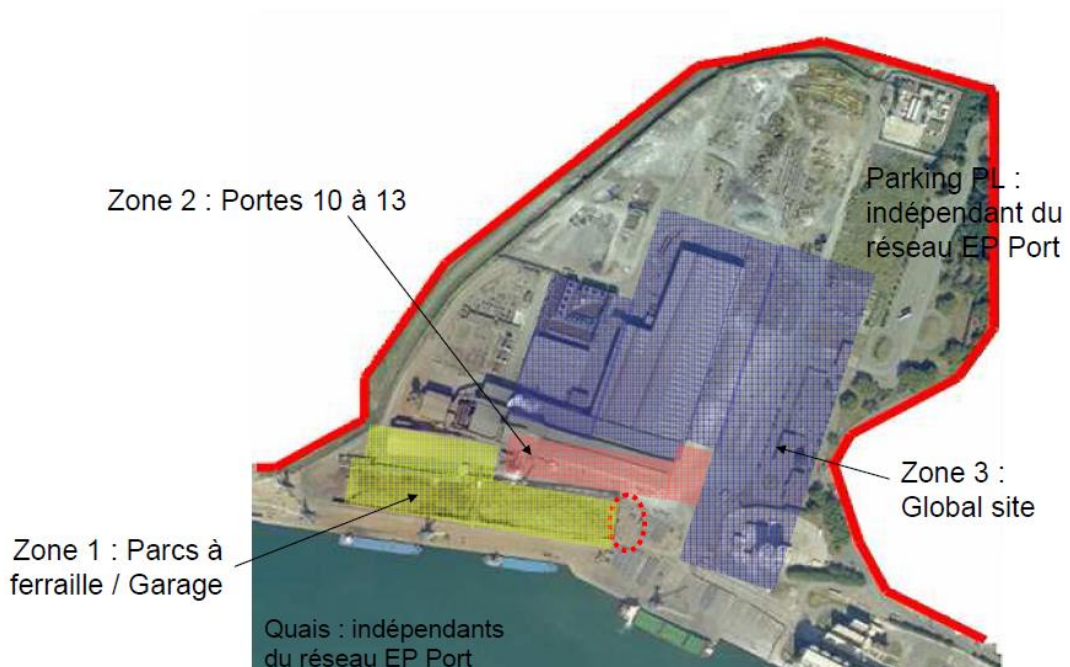 Zone 2 : Portes 10 à 13
Parking PL :
indépendant du
réseau EP Port
Zone 3 :
Global site
Zone 1 : Parcs à
ferraille / Garage
Quais : indépendants
du réseau EP Port